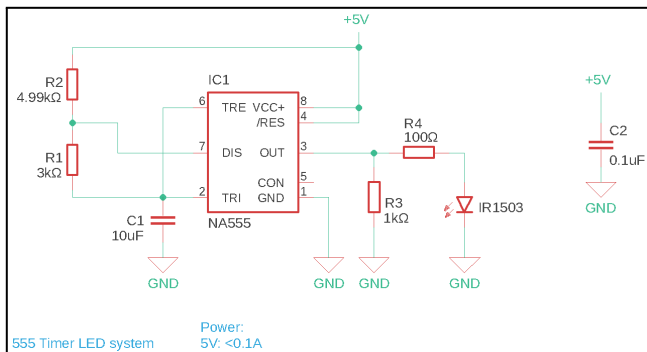 +5V
IC1
R2
4.99kΩ
6 TRE VCC+ 8
/RES 4
+5V
R4
100Ω
C2
0.1uF
R1
3kΩ
7 DIS OUT 3
CON 5
2 TRI GND 1
R3
1kΩ
IR1503
GND
C1
10uF
NA555
GND
GND
GND
GND
555 Timer LED system
Power:
5V: <0.1A